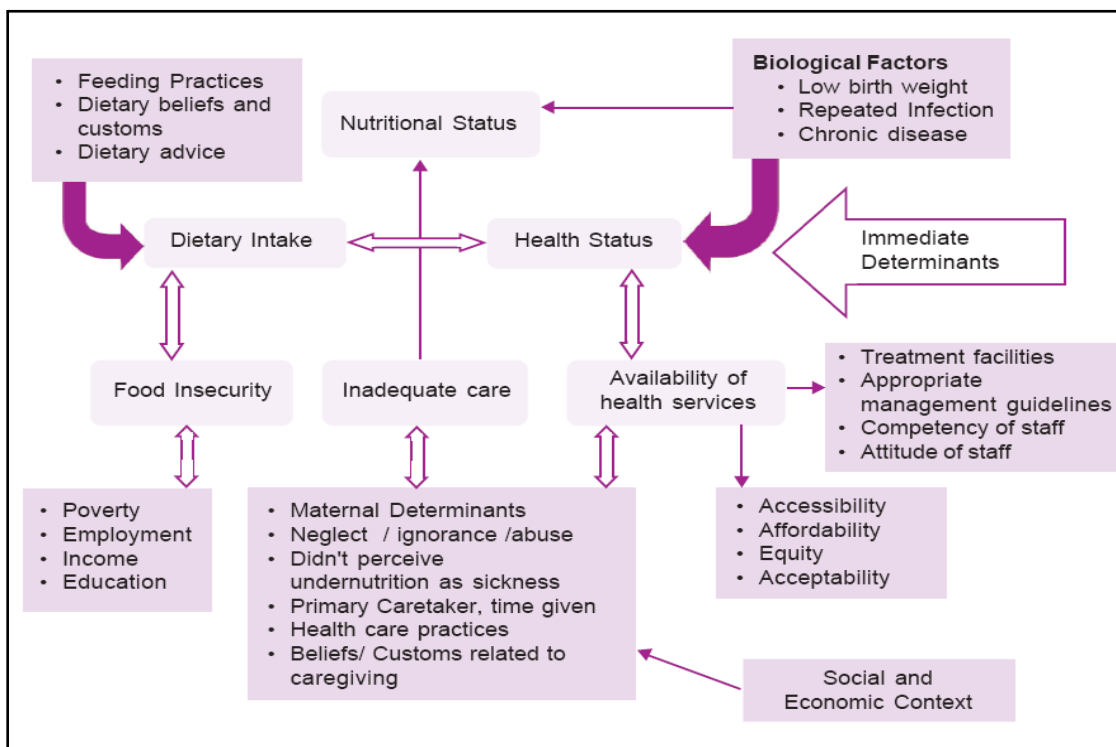 • Feeding Practices
• Dietary beliefs and
customs
• Dietary advice
Nutritional Status
Biological Factors
• Low birth weight
• Repeated Infection
• Chronic disease
Dietary Intake
Health Status
Immediate
Determinants
Food Insecurity
Inadequate care
Availability of
health services
• Treatment facilities
• Appropriate
management guidelines
• Competency of staff
• Attitude of staff
• Poverty
• Employment
• Income
• Education
• Maternal Determinants
• Neglect / ignorance /abuse
• Didn't perceive
undernutrition as sickness
• Primary Caretaker, time given
• Health care practices
• Beliefs/ Customs related to
caregiving
• Accessibility
• Affordability
• Equity
• Acceptability
Social and
Economic Context